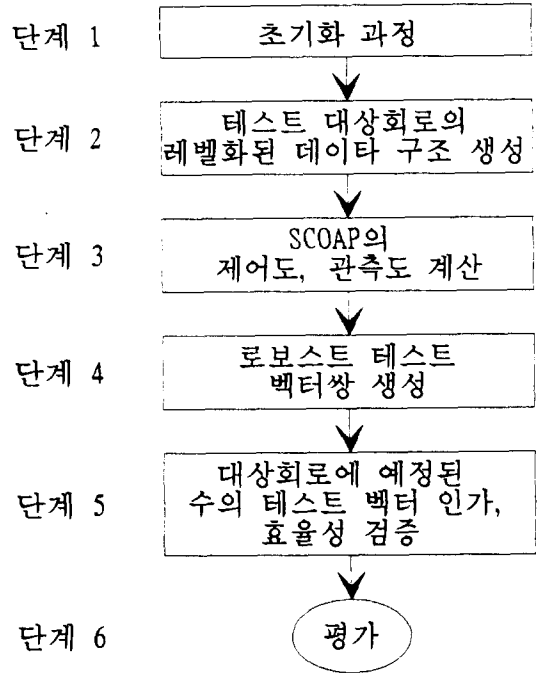 단계 1
초기화 과정
단계 2
테스트 대상회로의
레벨화된 데이타 구조 생성
단계 3
SCOAP의
제어도, 관측도 계산
단계 4
로보스트 테스트
벡터쌍 생성
단계 5
대상회로에 예정된
수의 테스트 벡터 인가,
효율성 검증
단계 6
평가